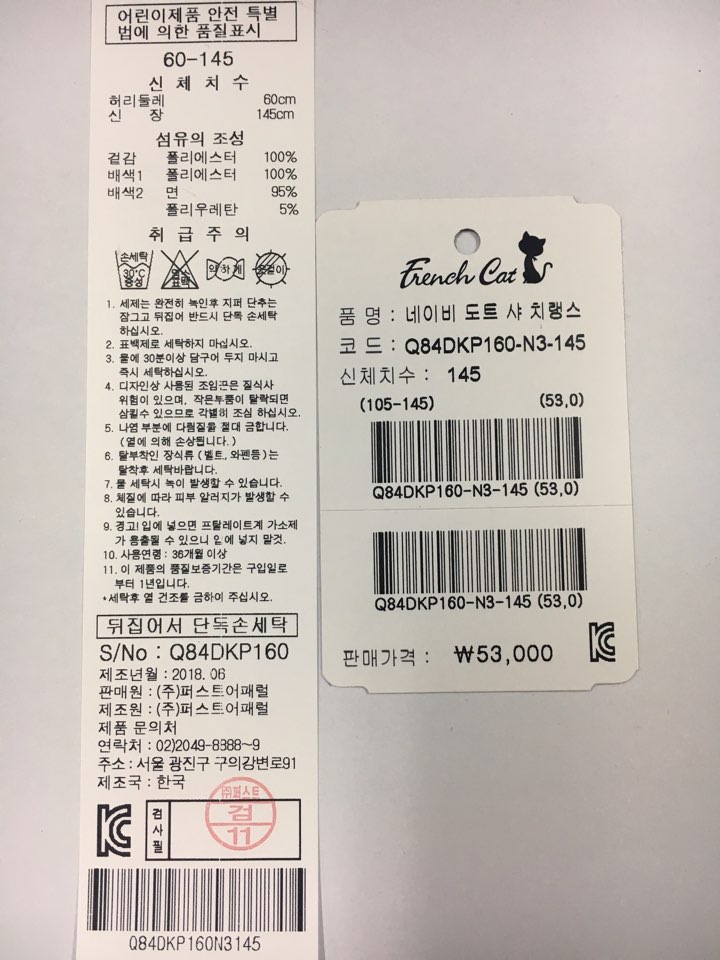 어린이제품 안전 특별
법에 의한 품질표시
60-145
신 체 치 수
허리둘레 60cm
신 장 145cm
섬유의 조성
겉감 폴리에스터 100%
배색1 폴리에스터 100%
배색2 면 95%
폴리우레탄 5%
취 급 주 의
손세탁 30℃ 중성 염소 표백 약하게 옷걸이
1. 세제는 완전히 녹인후 지퍼 단추는
잠그고 뒤집어 반드시 단독 손세탁
하십시오.
2. 표백제로 세탁하지 마십시오.
3. 물에 30분이상 담구어 두지 마시고
즉시 세탁하십시오.
4. 디자인상 사용된 조임끈은 질식사
위험이 있으며, 작은부품이 탈락되면
삼킬수 있으므로 각별히 조심 하십시오.
5. 나염 부분에 다림질을 절대 금합니다.
(열에 의해 손상됩니다.)
6. 탈부착인 장식류(벨트, 와펜등)는
탈착후 세탁바랍니다.
7. 물 세탁시 녹이 발생할 수 있습니다.
8. 체질에 따라 피부 알러지가 발생할 수
있습니다.
9. 경고! 입에 넣으면 프탈레이트계 가소제
가 용출될 수 있으니 입에 넣지 말것.
10. 사용연령: 36개월 이상
11. 이 제품의 품질보증기간은 구입일로
부터 1년입니다.
*세탁후 열 건조를 금하여 주십시오.
뒤집어서 단독손세탁
S/No : Q84DKP160
제조년월 : 2018.06
판매원 : (주)퍼스트어패럴
제조원 : (주)퍼스트어패럴
제품 문의처
연락처 : 02)2049-8888~9
주소 : 서울 광진구 구의강변로91
제조국 : 한국
검사필
㈜퍼스트
검
11
Q84DKP160N3145
French Cat
품 명 : 네이비 도트 샤 치랭스
코 드 : Q84DKP160-N3-145
신체치수 : 145
(105-145) (53,0)
Q84DKP160-N3-145 (53,0)
Q84DKP160-N3-145 (53,0)
판매가격 : ₩53,000